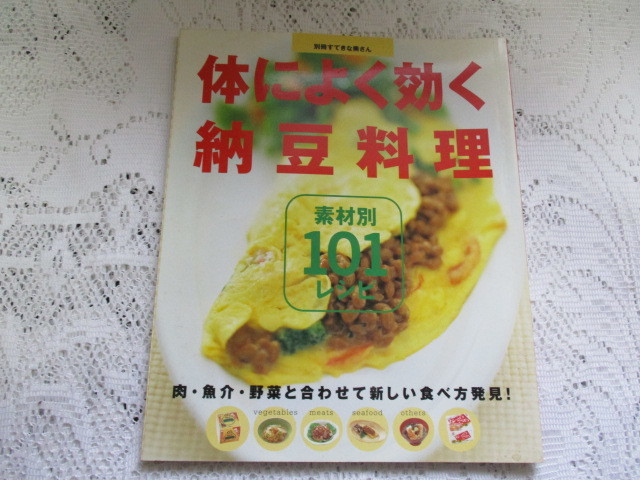 別冊すてきな奥さん
体によく効く
納豆料理
素材別
101
レシピ
肉・魚介・野菜と合わせて新しい食べ方発見!
vegetables meats seafood others